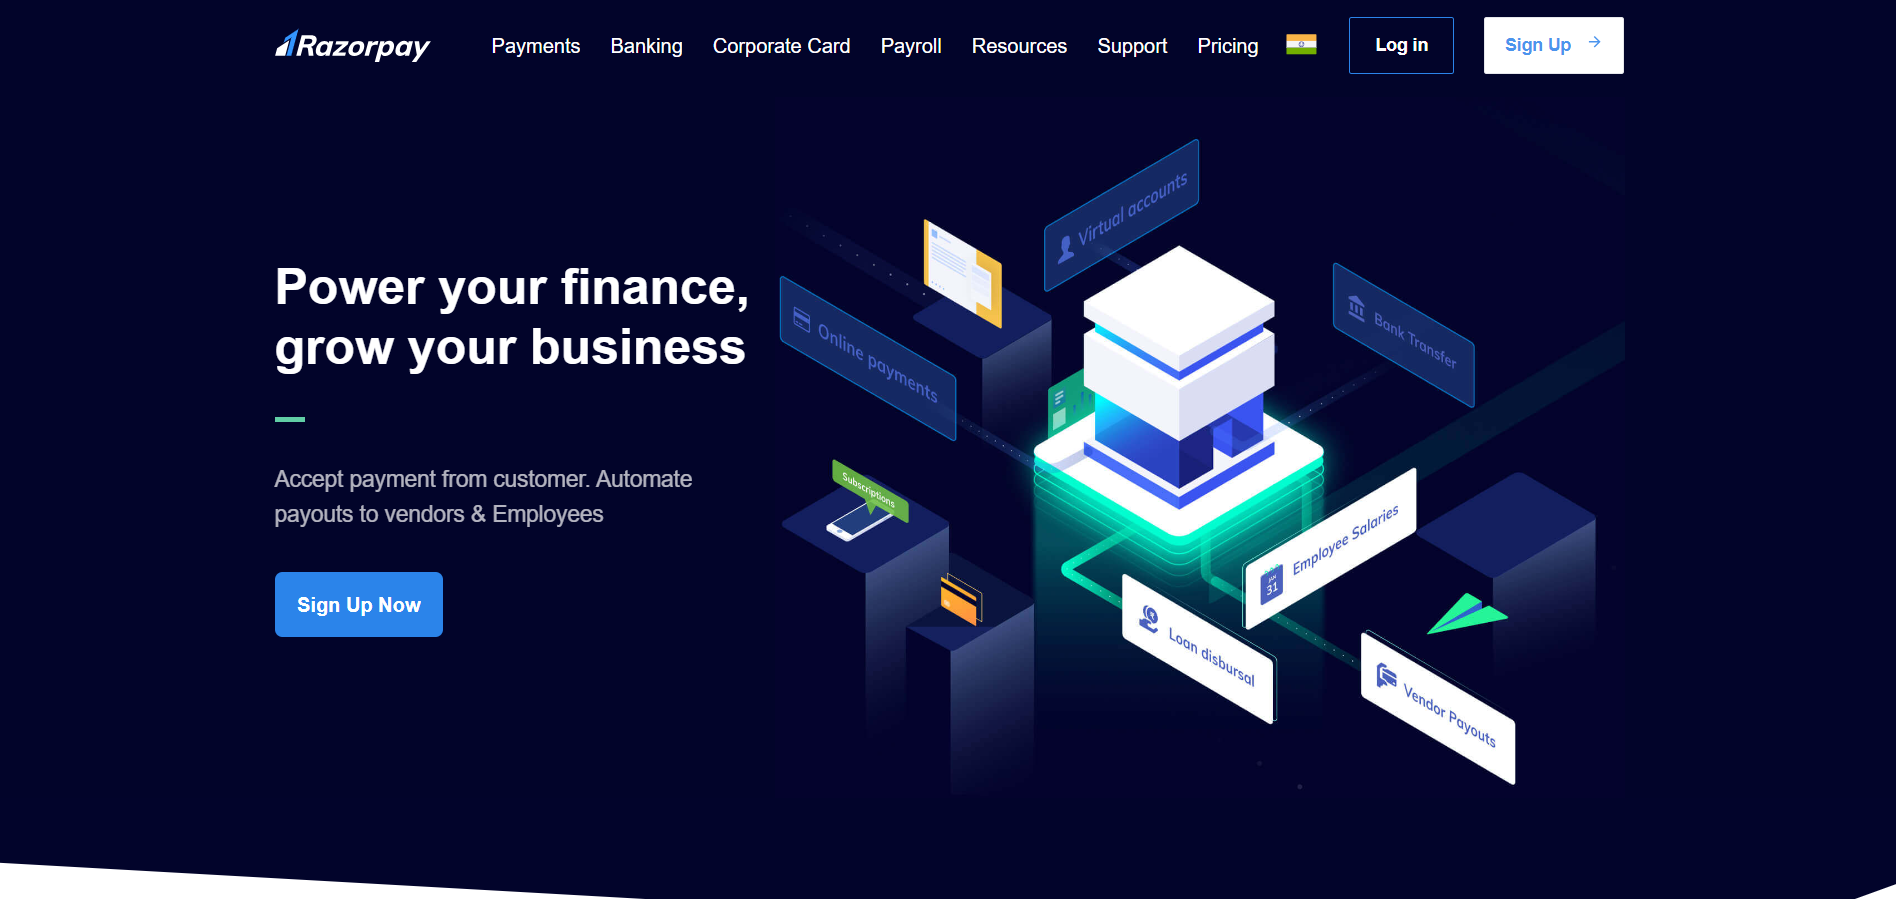 Razorpay
Payments
Banking
Corporate Card
Payroll
Resources
Support
Pricing
Log in
Sign Up
Power your finance,
grow your business
Accept payment from customer. Automate
payouts to vendors & Employees
Sign Up Now
Virtual accounts
Online payments
Bank Transfer
Subscriptions
Employee Salaries
JAN
31
Loan disbursal
Vendor Payouts